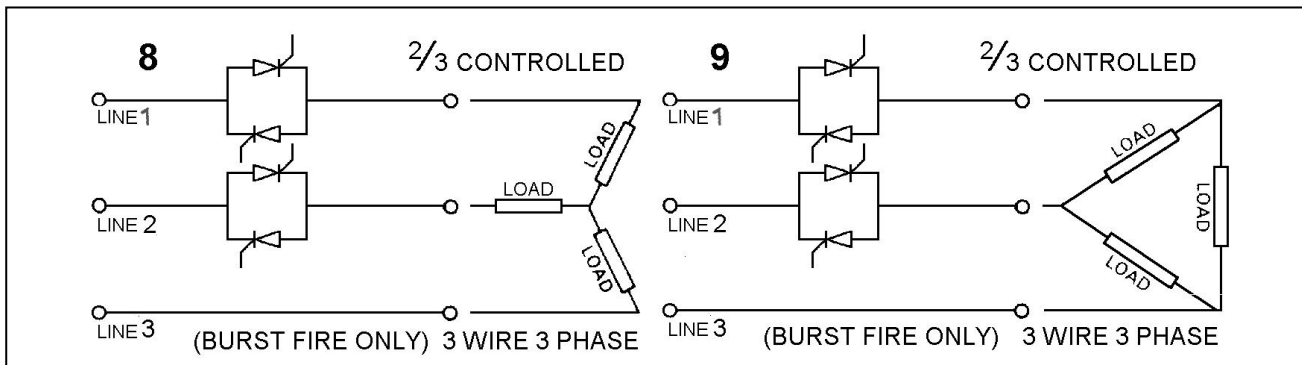 8
2/3 CONTROLLED
LINE 1
LINE 2
LINE 3
LOAD
LOAD
LOAD
(BURST FIRE ONLY) 3 WIRE 3 PHASE
9
2/3 CONTROLLED
LINE 1
LINE 2
LINE 3
LOAD
LOAD
LOAD
(BURST FIRE ONLY) 3 WIRE 3 PHASE